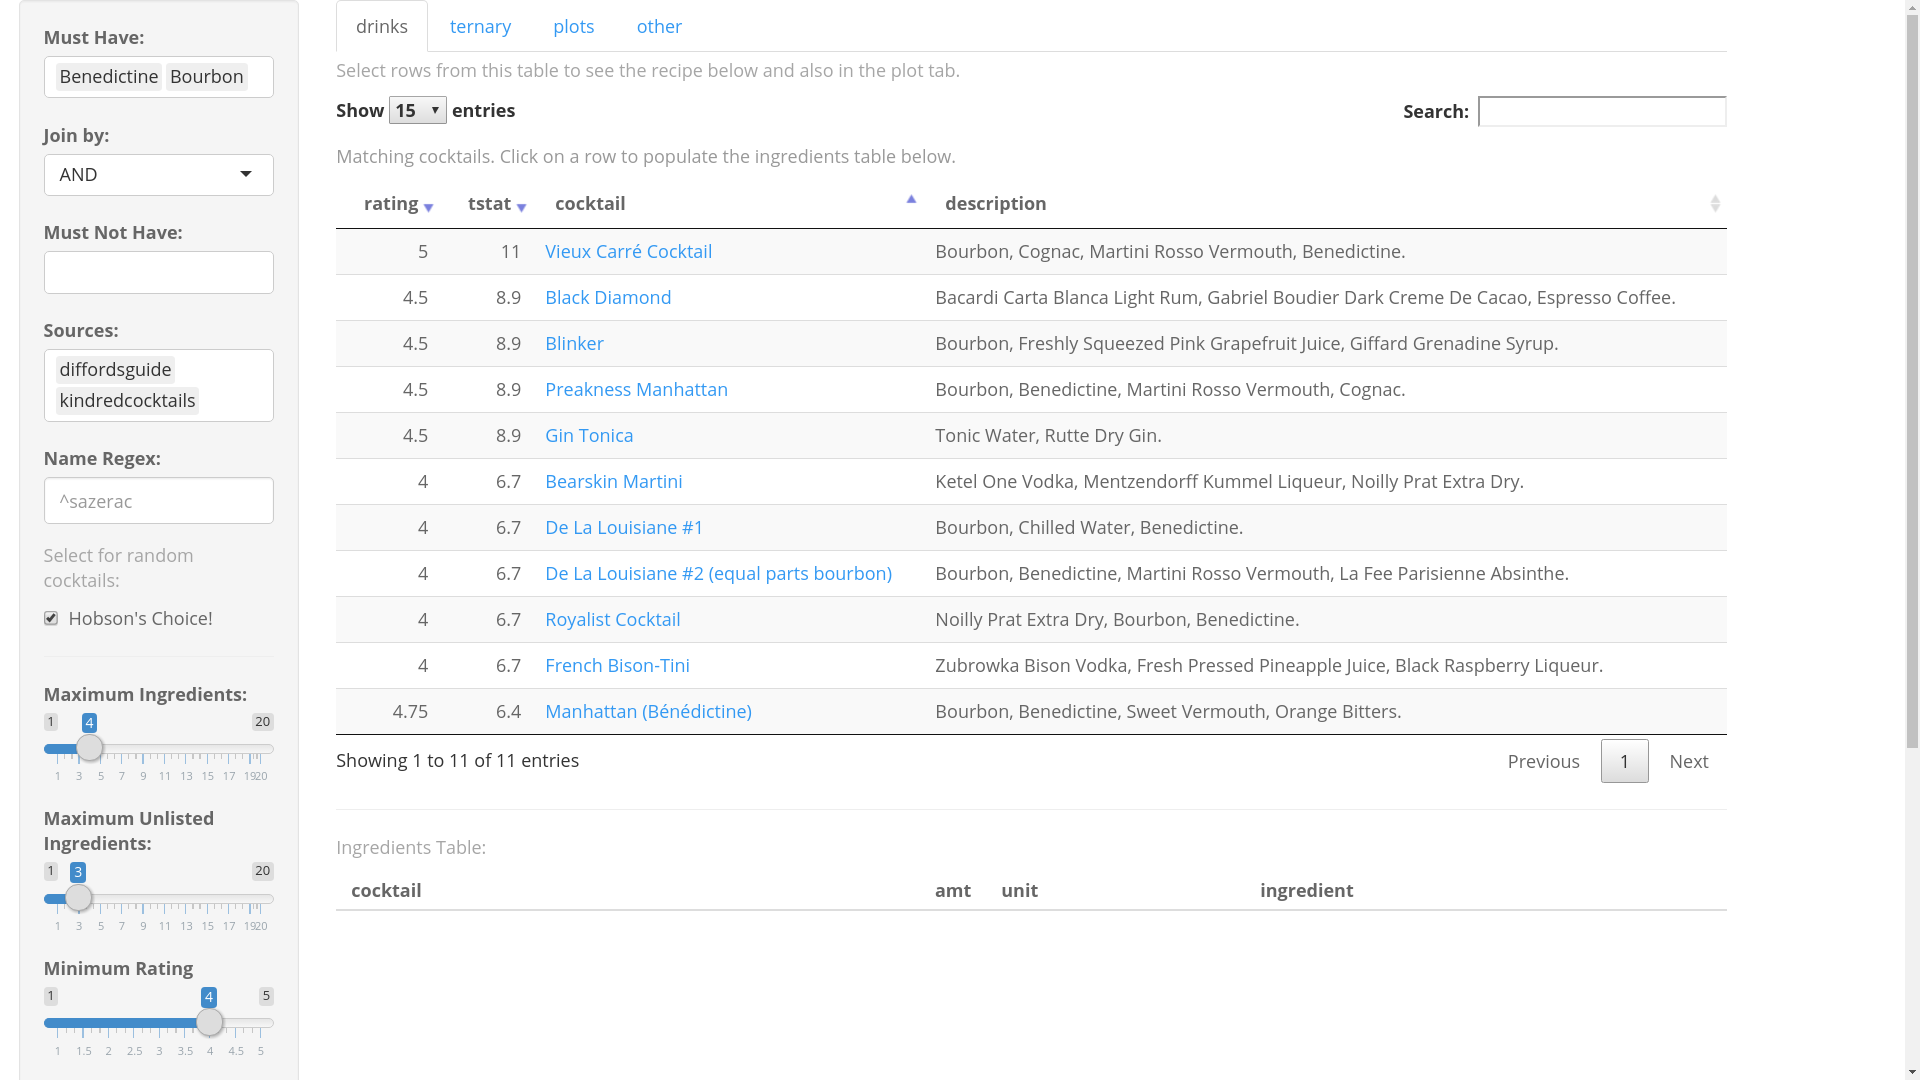 Must Have:
Benedictine Bourbon
Join by:
AND
Must Not Have:
Sources:
diffordsguide
kindredcocktails
Name Regex:
^sazerac
Select for random
cocktails:
Hobson's Choice!
Maximum Ingredients:
1 4 20
1 3 5 7 9 11 13 15 17 19 20
Maximum Unlisted
Ingredients:
1 3 20
1 3 5 7 9 11 13 15 17 19 20
Minimum Rating
1 4 5
1 1.5 2 2.5 3 3.5 4 4.5 5
drinks ternary plots other
Select rows from this table to see the recipe below and also in the plot tab.
Show 15 entries Search:
Matching cocktails. Click on a row to populate the ingredients table below.
rating tstat cocktail description
5 11 Vieux Carré Cocktail Bourbon, Cognac, Martini Rosso Vermouth, Benedictine.
4.5 8.9 Black Diamond Bacardi Carta Blanca Light Rum, Gabriel Boudier Dark Creme De Cacao, Espresso Coffee.
4.5 8.9 Blinker Bourbon, Freshly Squeezed Pink Grapefruit Juice, Giffard Grenadine Syrup.
4.5 8.9 Preakness Manhattan Bourbon, Benedictine, Martini Rosso Vermouth, Cognac.
4.5 8.9 Gin Tonica Tonic Water, Rutte Dry Gin.
4 6.7 Bearskin Martini Ketel One Vodka, Mentzendorff Kummel Liqueur, Noilly Prat Extra Dry.
4 6.7 De La Louisiane #1 Bourbon, Chilled Water, Benedictine.
4 6.7 De La Louisiane #2 (equal parts bourbon) Bourbon, Benedictine, Martini Rosso Vermouth, La Fee Parisienne Absinthe.
4 6.7 Royalist Cocktail Noilly Prat Extra Dry, Bourbon, Benedictine.
4 6.7 French Bison-Tini Zubrowka Bison Vodka, Fresh Pressed Pineapple Juice, Black Raspberry Liqueur.
4.75 6.4 Manhattan (Bénédictine) Bourbon, Benedictine, Sweet Vermouth, Orange Bitters.
Showing 1 to 11 of 11 entries Previous 1 Next
Ingredients Table:
cocktail amt unit ingredient